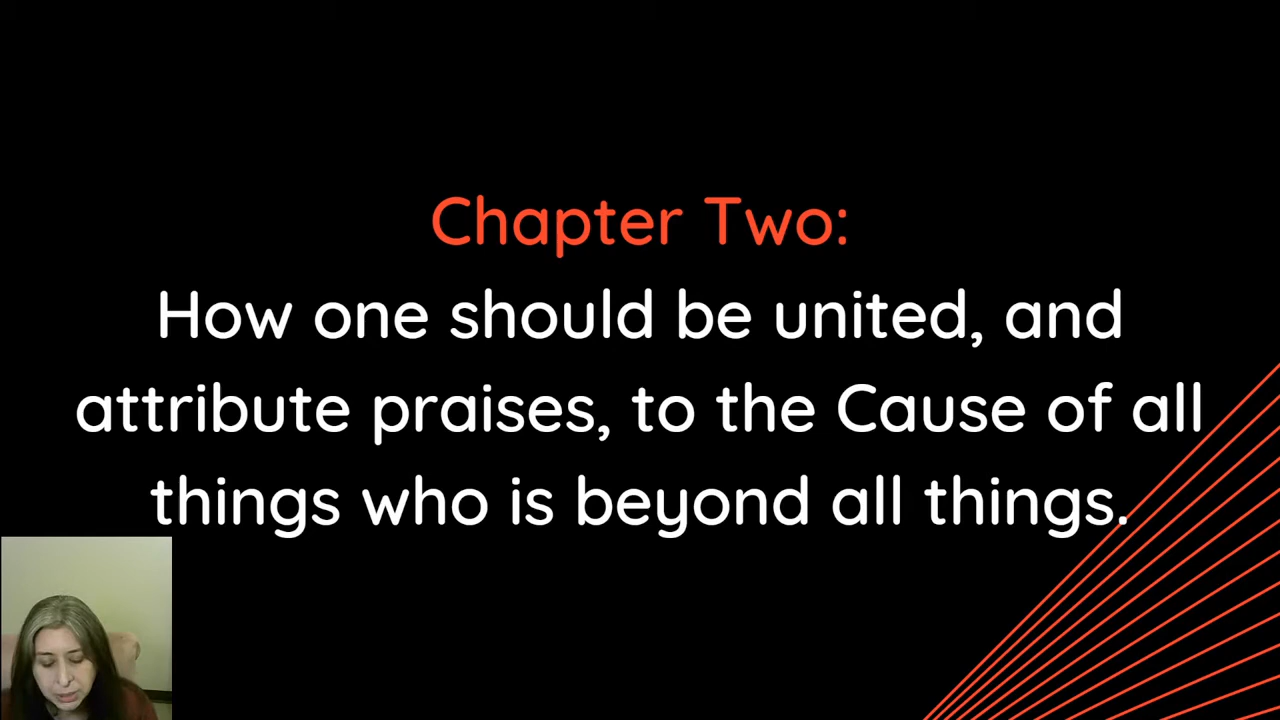 Chapter Two:
How one should be united, and
attribute praises, to the Cause of all
things who is beyond all things.